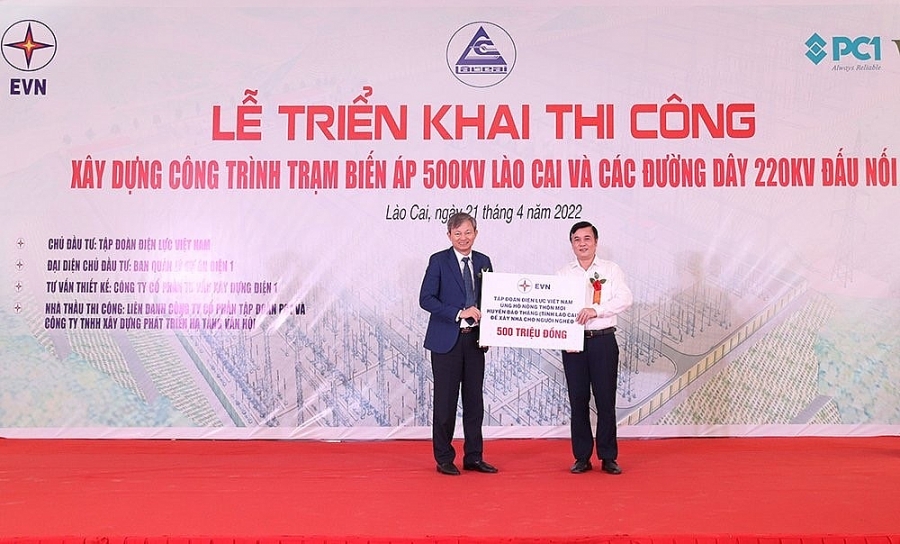 EVN
LAOCAI
PC1
Always Reliable
LỄ TRIỂN KHAI THI CÔNG
XÂY DỰNG CÔNG TRÌNH TRẠM BIẾN ÁP 500KV LÀO CAI VÀ CÁC ĐƯỜNG DÂY 220KV ĐẤU NỐI
Lào Cai, ngày 21 tháng 4 năm 2022
CHỦ ĐẦU TƯ: TẬP ĐOÀN ĐIỆN LỰC VIỆT NAM
ĐẠI DIỆN CHỦ ĐẦU TƯ: BAN QUẢN LÝ DỰ ÁN ĐIỆN 1
TƯ VẤN THIẾT KẾ: CÔNG TY CỔ PHẦN TƯ VẤN XÂY DỰNG ĐIỆN 1
NHÀ THẦU THI CÔNG: LIÊN DANH CÔNG TY CỔ PHẦN TẬP ĐOÀN PC1 VÀ
CÔNG TY TNHH XÂY DỰNG PHÁT TRIỂN HẠ TẦNG
EVN
TẬP ĐOÀN ĐIỆN LỰC VIỆT NAM
ỦNG HỘ NÔNG THÔN MỚI
HUYỆN BẢO THẮNG (TỈNH LÀO CAI)
ĐỂ XÂY NHÀ CHO NGƯỜI NGHÈO
500 TRIỆU ĐỒNG